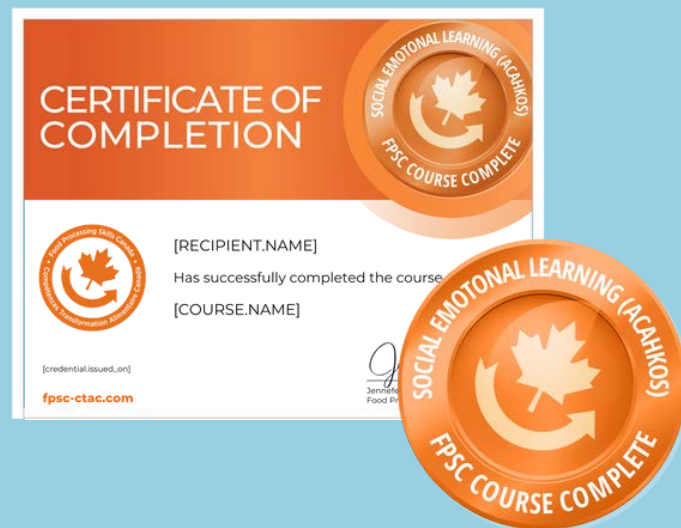 CERTIFICATE OF
COMPLETION
SOCIAL EMOTONAL LEARNING (ACAHKOS)
FPSC COURSE COMPLETE
Food Processing Skills Canada
Compétences Transformation Alimentaire Canada
[RECIPIENT.NAME]
Has successfully completed the course
[COURSE.NAME]
[credential.issued_on]
fpsc-ctac.com
Food
SOCIAL EMOTONAL LEARNING (ACAHKOS)
FPSC COURSE COMPLETE